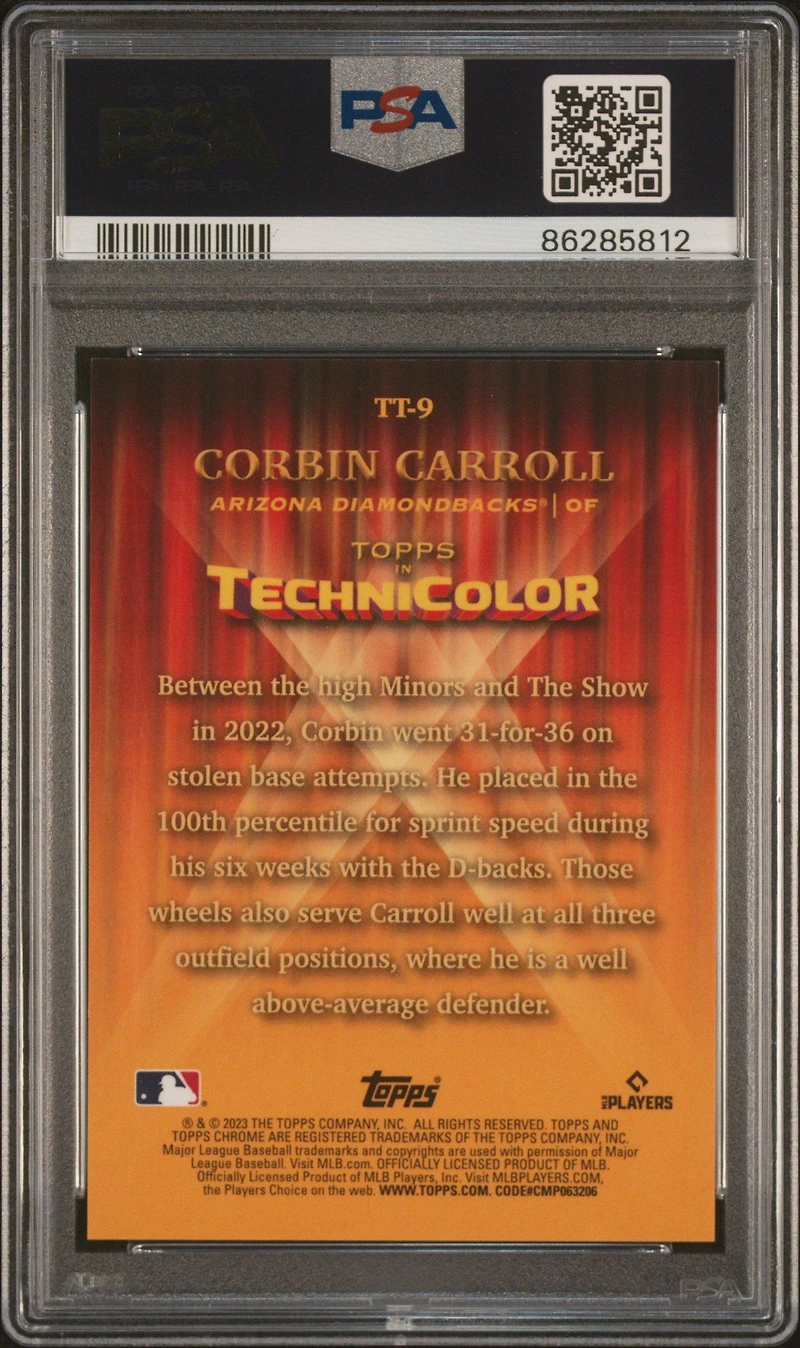 PSA
86285812
TT-9
CORBIN CARROLL
ARIZONA DIAMONDBACKS® | OF
TOPPS
IN
TECHNICOLOR
Between the high Minors and The Show
in 2022, Corbin went 31-for-36 on
stolen base attempts. He placed in the
100th percentile for sprint speed during
his six weeks with the D-backs. Those
wheels also serve Carroll well at all three
outfield positions, where he is a well
above-average defender.
topps®
MLB PLAYERS
® & © 2023 THE TOPPS COMPANY, INC. ALL RIGHTS RESERVED. TOPPS AND
TOPPS CHROME ARE REGISTERED TRADEMARKS OF THE TOPPS COMPANY, INC.
Major League Baseball trademarks and copyrights are used with permission of Major
League Baseball. Visit MLB.com. OFFICIALLY LICENSED PRODUCT OF MLB.
Officially Licensed Product of MLB Players, Inc. Visit MLBPLAYERS.COM,
the Players Choice on the web. WWW.TOPPS.COM. CODE#CMP063206
PSA